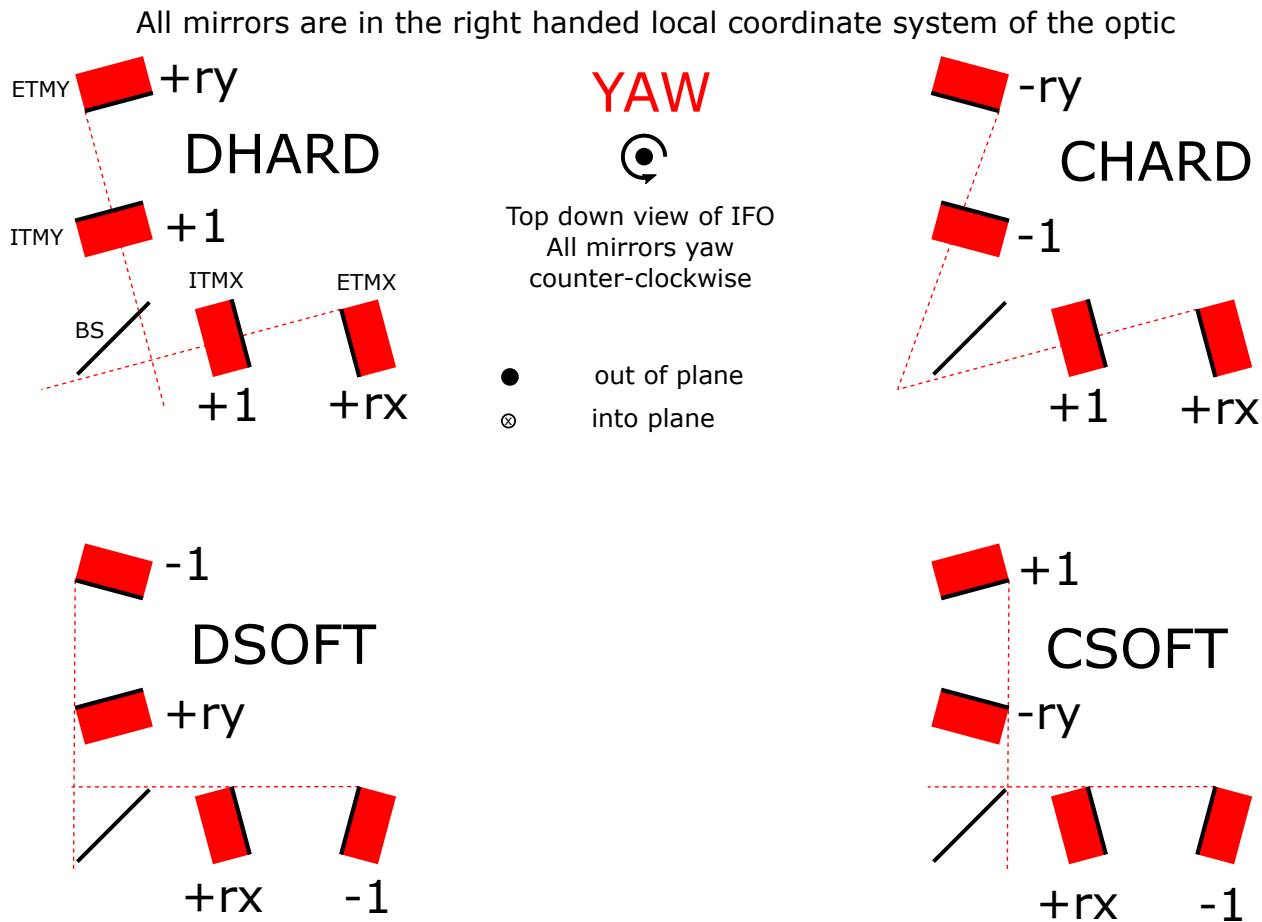 All mirrors are in the right handed local coordinate system of the optic
ETMY
+ry
DHARD
ITMY
+1
ITMX
ETMX
BS
+1
+rx
YAW
Top down view of IFO
All mirrors yaw
counter-clockwise
out of plane
x
into plane
-ry
CHARD
-1
+1
+rx
-1
DSOFT
+ry
+rx
-1
+1
CSOFT
-ry
+rx
-1